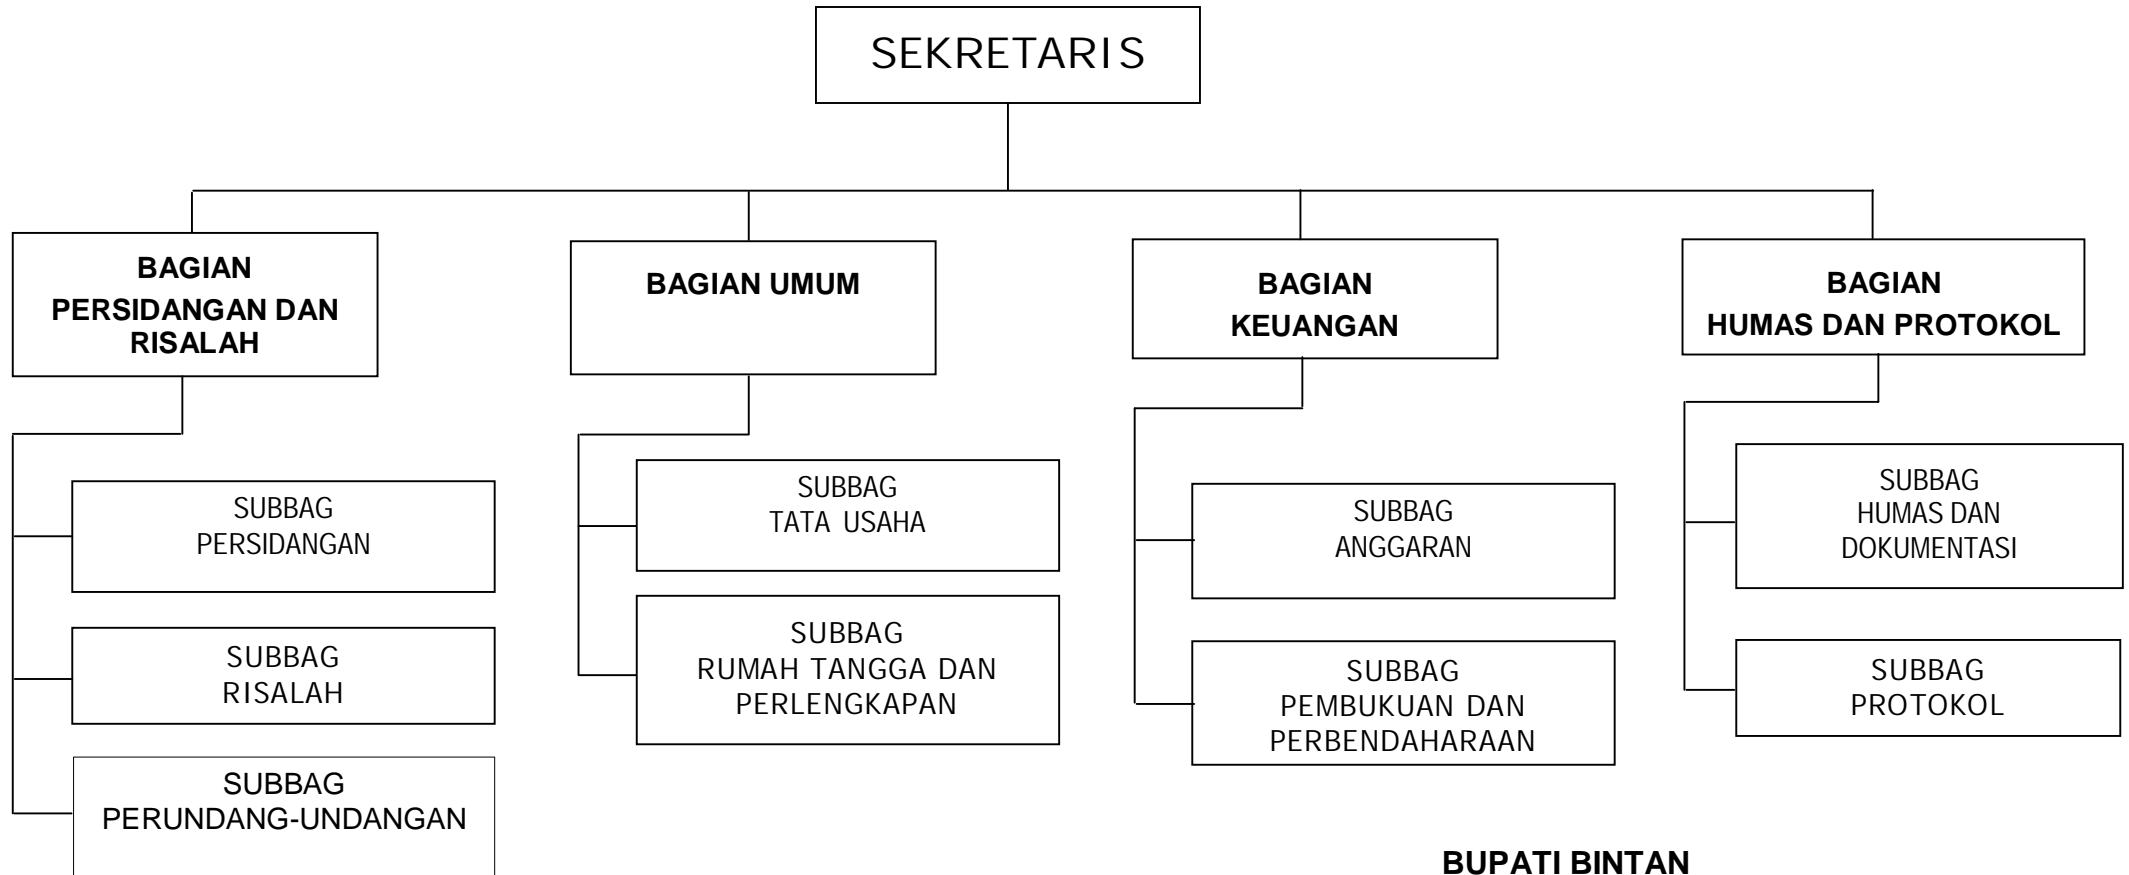 SEKRETARIS
BAGIAN
PERSIDANGAN DAN
RISALAH
BAGIAN UMUM
BAGIAN
KEUANGAN
BAGIAN
HUMAS DAN PROTOKOL
SUBBAG
PERSIDANGAN
SUBBAG
RISALAH
SUBBAG
PERUNDANG-UNDANGAN
SUBBAG
TATA USAHA
SUBBAG
RUMAH TANGGA DAN
PERLENGKAPAN
SUBBAG
ANGGARAN
SUBBAG
PEMBUKUAN DAN
PERBENDAHARAAN
SUBBAG
HUMAS DAN
DOKUMENTASI
SUBBAG
PROTOKOL
BUPATI BINTAN